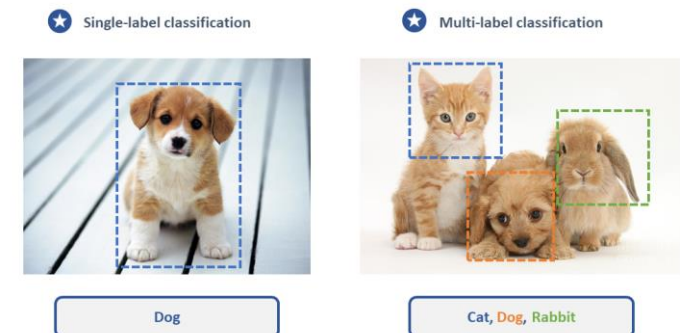 Single-label classification
Multi-label classification
Dog
Cat, Dog, Rabbit